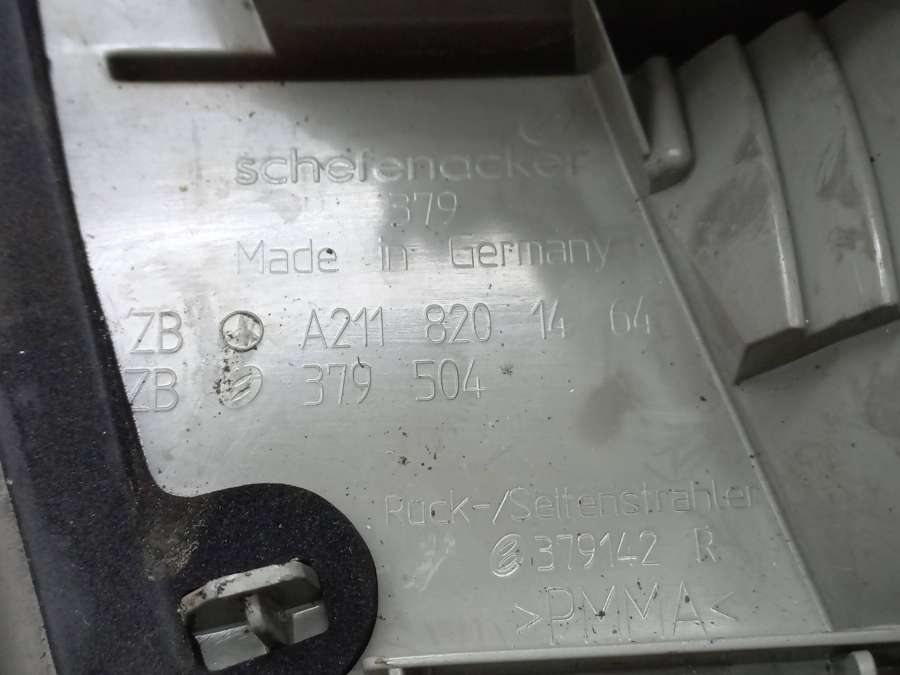 schefenacker
379
Made in Germany
ZB A211 820 14 64
ZB 379 504
Rück-/Seitenstrahler
379142 R
>PMMA<